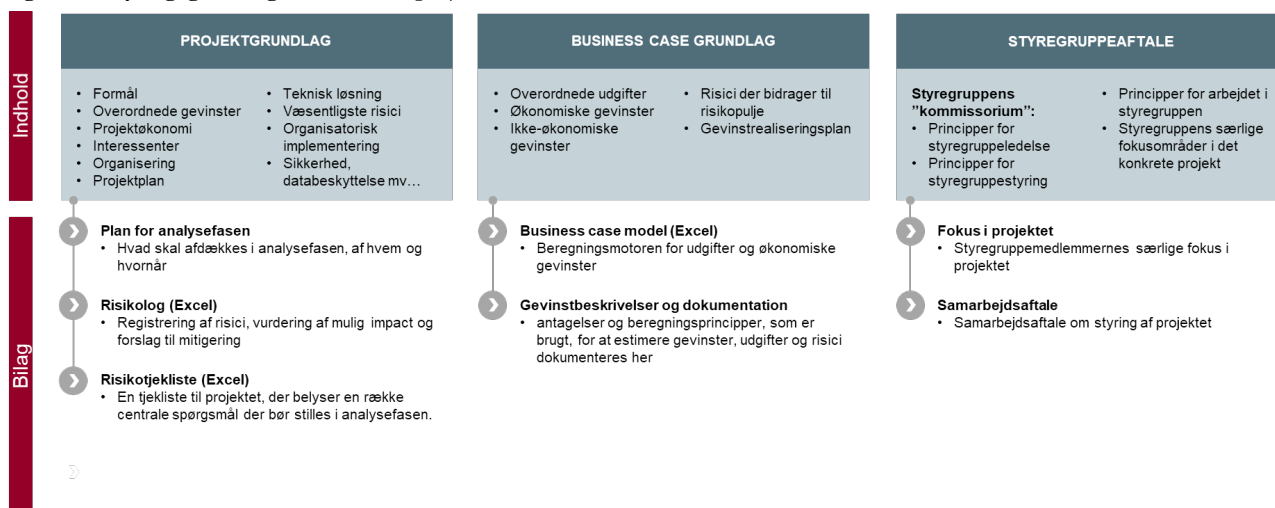 Indhold
PROJEKTGRUNDLAG
• Formål
• Overordnede gevinster
• Projektøkonomi
• Interessenter
• Organisering
• Projektplan
• Teknisk løsning
• Væsentligste risici
• Organisatorisk
implementering
• Sikkerhed,
databeskyttelse mv…
BUSINESS CASE GRUNDLAG
• Overordnede udgifter
• Økonomiske gevinster
• Ikke-økonomiske
gevinster
• Risici der bidrager til
risikopulje
• Gevinstrealiseringsplan
STYREGRUPPEAFTALE
Styregruppens
”kommissorium”:
• Principper for
styregruppeledelse
• Principper for
styregruppestyring
• Principper for arbejdet i
styregruppen
• Styregruppens særlige
fokusområder i det
konkrete projekt
Bilag
Plan for analysefasen
• Hvad skal afdækkes i analysefasen, af hvem og
hvornår
Risikolog (Excel)
• Registrering af risici, vurdering af mulig impact og
forslag til mitigering
Risikotjekliste (Excel)
• En tjekliste til projektet, der belyser en række
centrale spørgsmål der bør stilles i analysefasen.
Business case model (Excel)
• Beregningsmotoren for udgifter og økonomiske
gevinster
Gevinstbeskrivelser og dokumentation
• antagelser og beregningsprincipper, som er
brugt, for at estimere gevinster, udgifter og risici
dokumenteres her
Fokus i projektet
• Styregruppemedlemmernes særlige fokus i
projektet
Samarbejdsaftale
• Samarbejdsaftale om styring af projektet